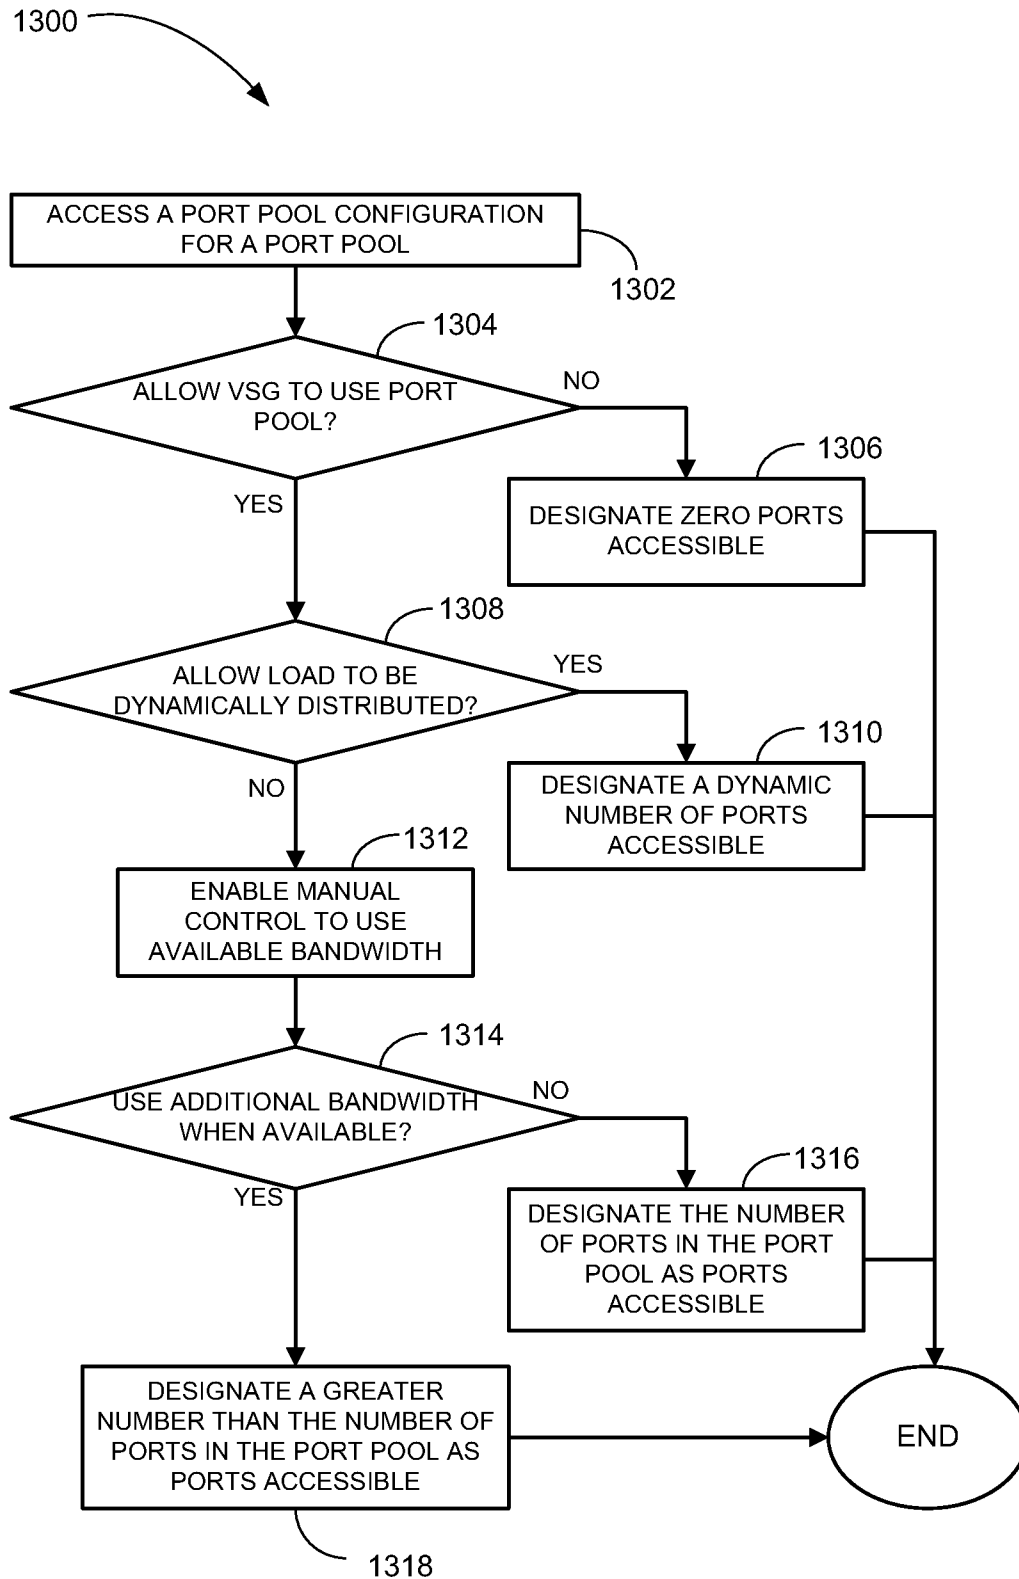 1300
ACCESS A PORT POOL CONFIGURATION
FOR A PORT POOL
1302
1304
ALLOW VSG TO USE PORT
POOL?
NO
YES
1306
DESIGNATE ZERO PORTS
ACCESSIBLE
1308
ALLOW LOAD TO BE
DYNAMICALLY DISTRIBUTED?
YES
NO
1310
DESIGNATE A DYNAMIC
NUMBER OF PORTS
ACCESSIBLE
1312
ENABLE MANUAL
CONTROL TO USE
AVAILABLE BANDWIDTH
1314
USE ADDITIONAL BANDWIDTH
WHEN AVAILABLE?
NO
YES
1316
DESIGNATE THE NUMBER
OF PORTS IN THE PORT
POOL AS PORTS
ACCESSIBLE
DESIGNATE A GREATER
NUMBER THAN THE NUMBER OF
PORTS IN THE PORT POOL AS
PORTS ACCESSIBLE
1318
END